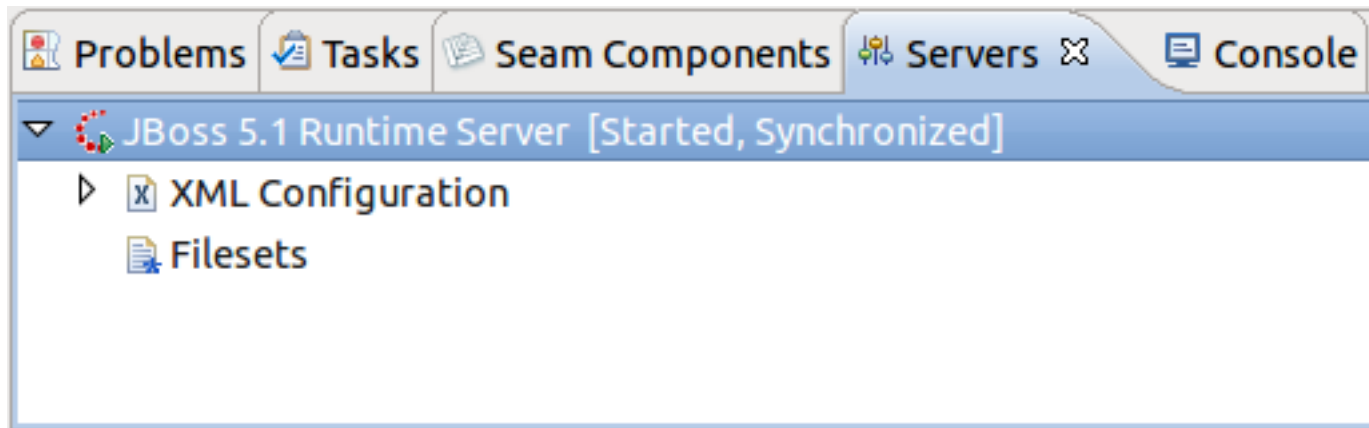 Problems Tasks Seam Components Servers Console
JBoss 5.1 Runtime Server [Started, Synchronized]
XML Configuration
Filesets